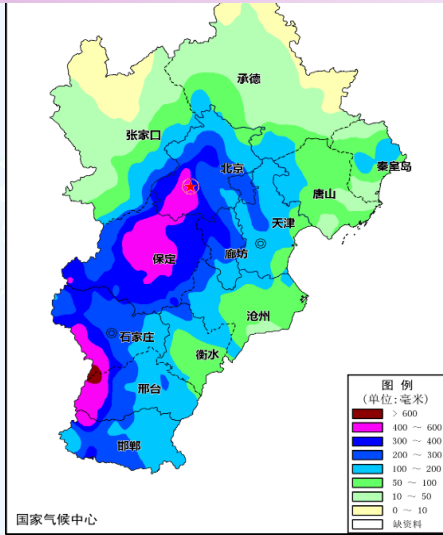 承德
张家口
北京
秦皇岛
唐山
天津
保定
廊坊
沧州
石家庄
衡水
邢台
邯郸
图 例
(单位:毫米)
> 600
400 ～ 600
300 ～ 400
200 ～ 300
100 ～ 200
50 ～ 100
10 ～ 50
0 ～ 10
缺资料
国家气候中心